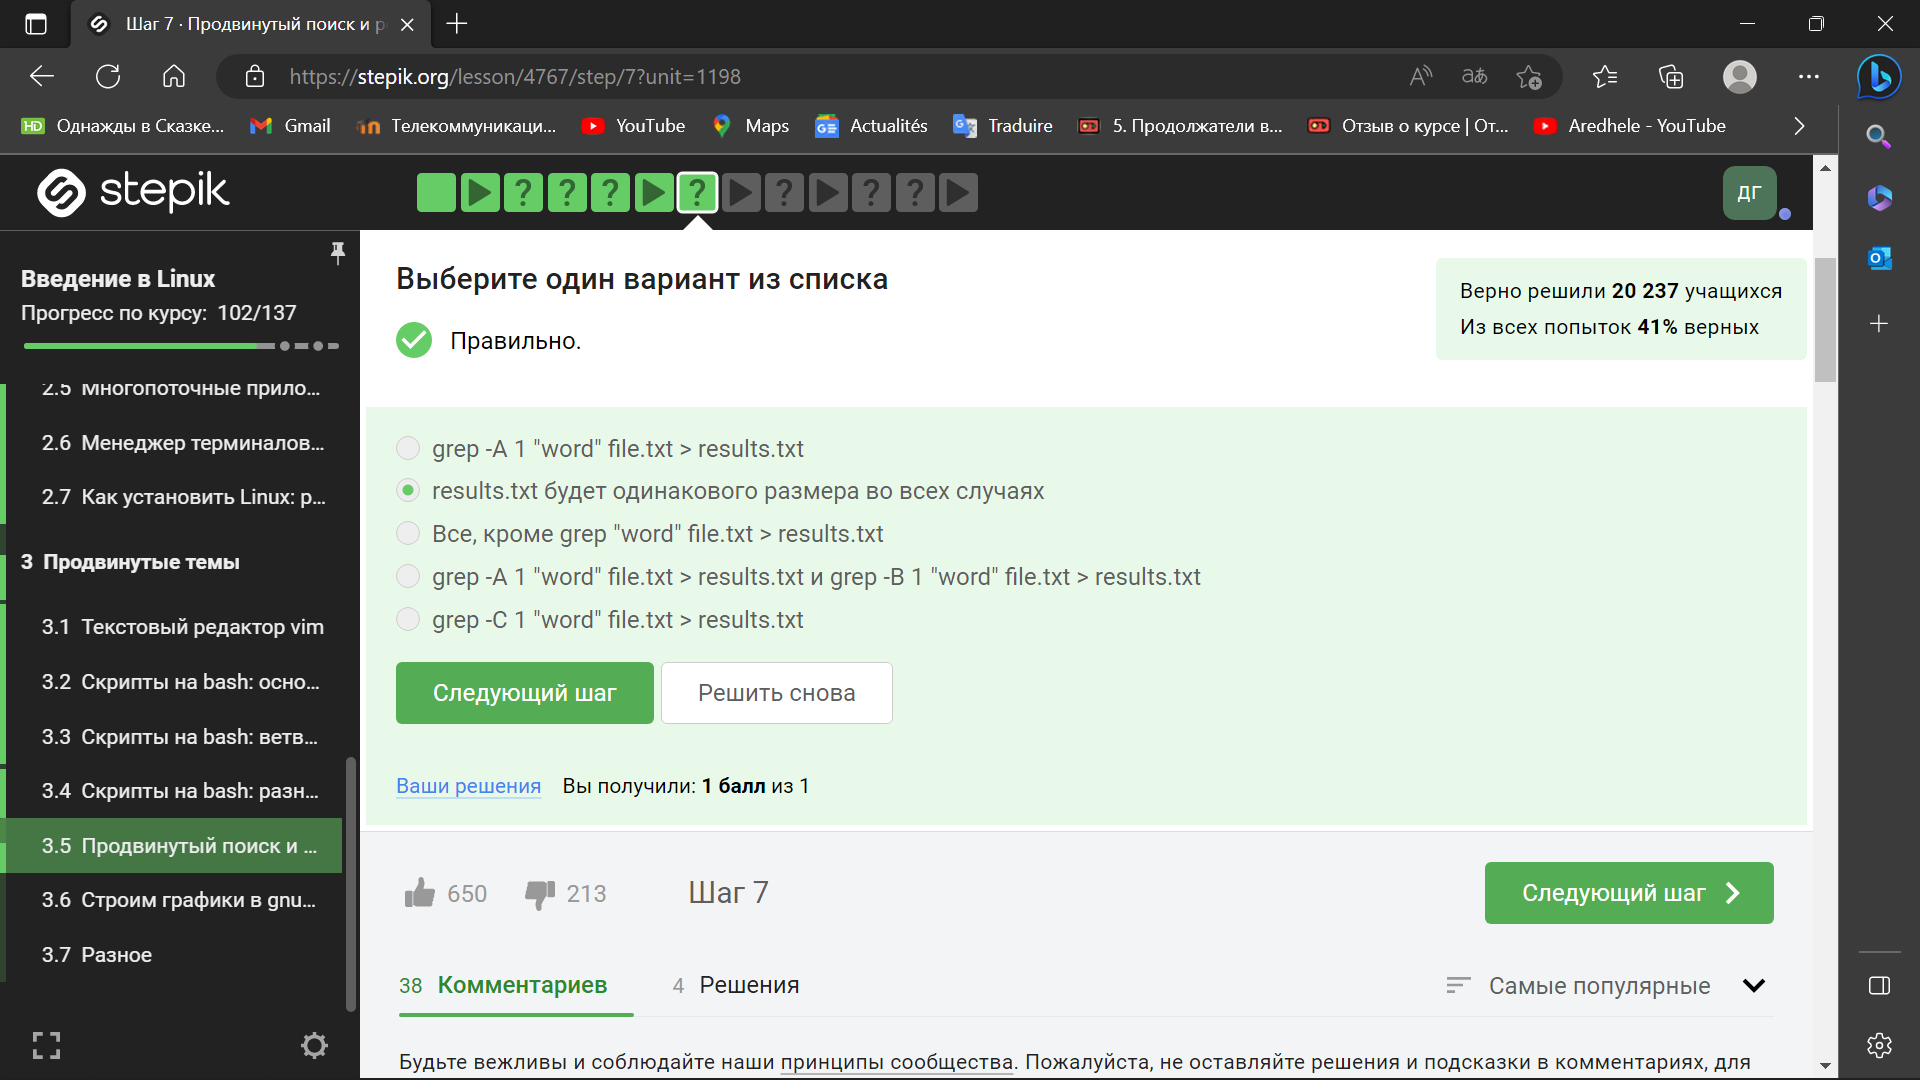 Шаг 7 · Продвинутый поиск и р
https://stepik.org/lesson/4767/step/7?unit=1198
Однажды в Сказке...
Gmail
Телекоммуникаци...
YouTube
Maps
Actualités
Traduire
5. Продолжатели в...
Отзыв о курсе | От...
Aredhele - YouTube
stepik
ДГ
Введение в Linux
Прогресс по курсу: 102/137
2.5 Многопоточные прило...
2.6 Менеджер терминалов...
2.7 Как установить Linux: р...
3 Продвинутые темы
3.1 Текстовый редактор vim
3.2 Скрипты на bash: осно...
3.3 Скрипты на bash: ветв...
3.4 Скрипты на bash: разн...
3.5 Продвинутый поиск и ...
3.6 Строим графики в gnu...
3.7 Разное
Выберите один вариант из списка
Правильно.
Верно решили 20 237 учащихся
Из всех попыток 41% верных
grep -A 1 "word" file.txt > results.txt
results.txt будет одинакового размера во всех случаях
Все, кроме grep "word" file.txt > results.txt
grep -A 1 "word" file.txt > results.txt и grep -B 1 "word" file.txt > results.txt
grep -C 1 "word" file.txt > results.txt
Следующий шаг
Решить снова
Ваши решения Вы получили: 1 балл из 1
650
213
Шаг 7
Следующий шаг
38 Комментариев
4 Решения
Самые популярные
Будьте вежливы и соблюдайте наши принципы сообщества. Пожалуйста, не оставляйте решения и подсказки в комментариях, для